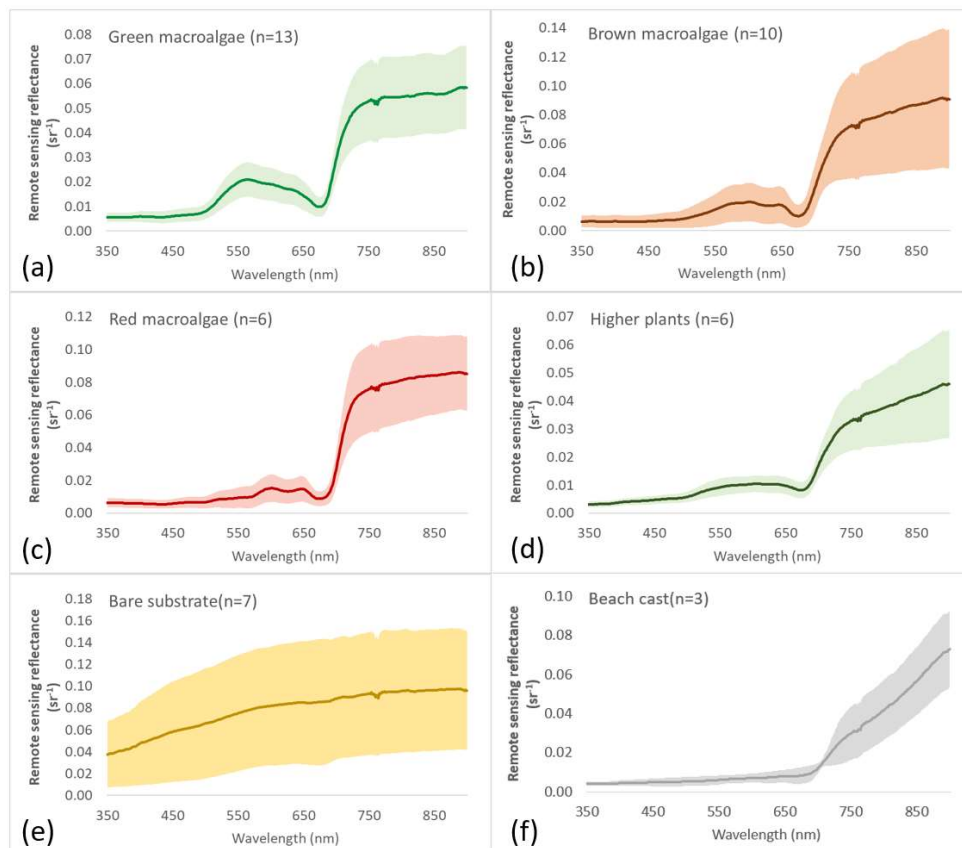 Green macroalgae (n=13)
Remote sensing reflectance
(sr-1)
0.08
0.07
0.06
0.05
0.04
0.03
0.02
0.01
0.00
350 450 550 650 750 850
Wavelength (nm)
(a)
Brown macroalgae (n=10)
Remote sensing reflectance
(sr-1)
0.14
0.12
0.10
0.08
0.06
0.04
0.02
0.00
350 450 550 650 750 850
Wavelength (nm)
(b)
Red macroalgae (n=6)
Remote sensing reflectance
(sr-1)
0.12
0.10
0.08
0.06
0.04
0.02
0.00
350 450 550 650 750 850
Wavelength (nm)
(c)
Higher plants (n=6)
Remote sensing reflectance
(sr-1)
0.07
0.06
0.05
0.04
0.03
0.02
0.01
0.00
350 450 550 650 750 850
Wavelength (nm)
(d)
Bare substrate(n=7)
Remote sensing reflectance
(sr-1)
0.18
0.16
0.14
0.12
0.10
0.08
0.06
0.04
0.02
0.00
350 450 550 650 750 850
Wavelength (nm)
(e)
Beach cast(n=3)
Remote sensing reflectance
(sr-1)
0.10
0.08
0.06
0.04
0.02
0.00
350 450 550 650 750 850
Wavelength (nm)
(f)